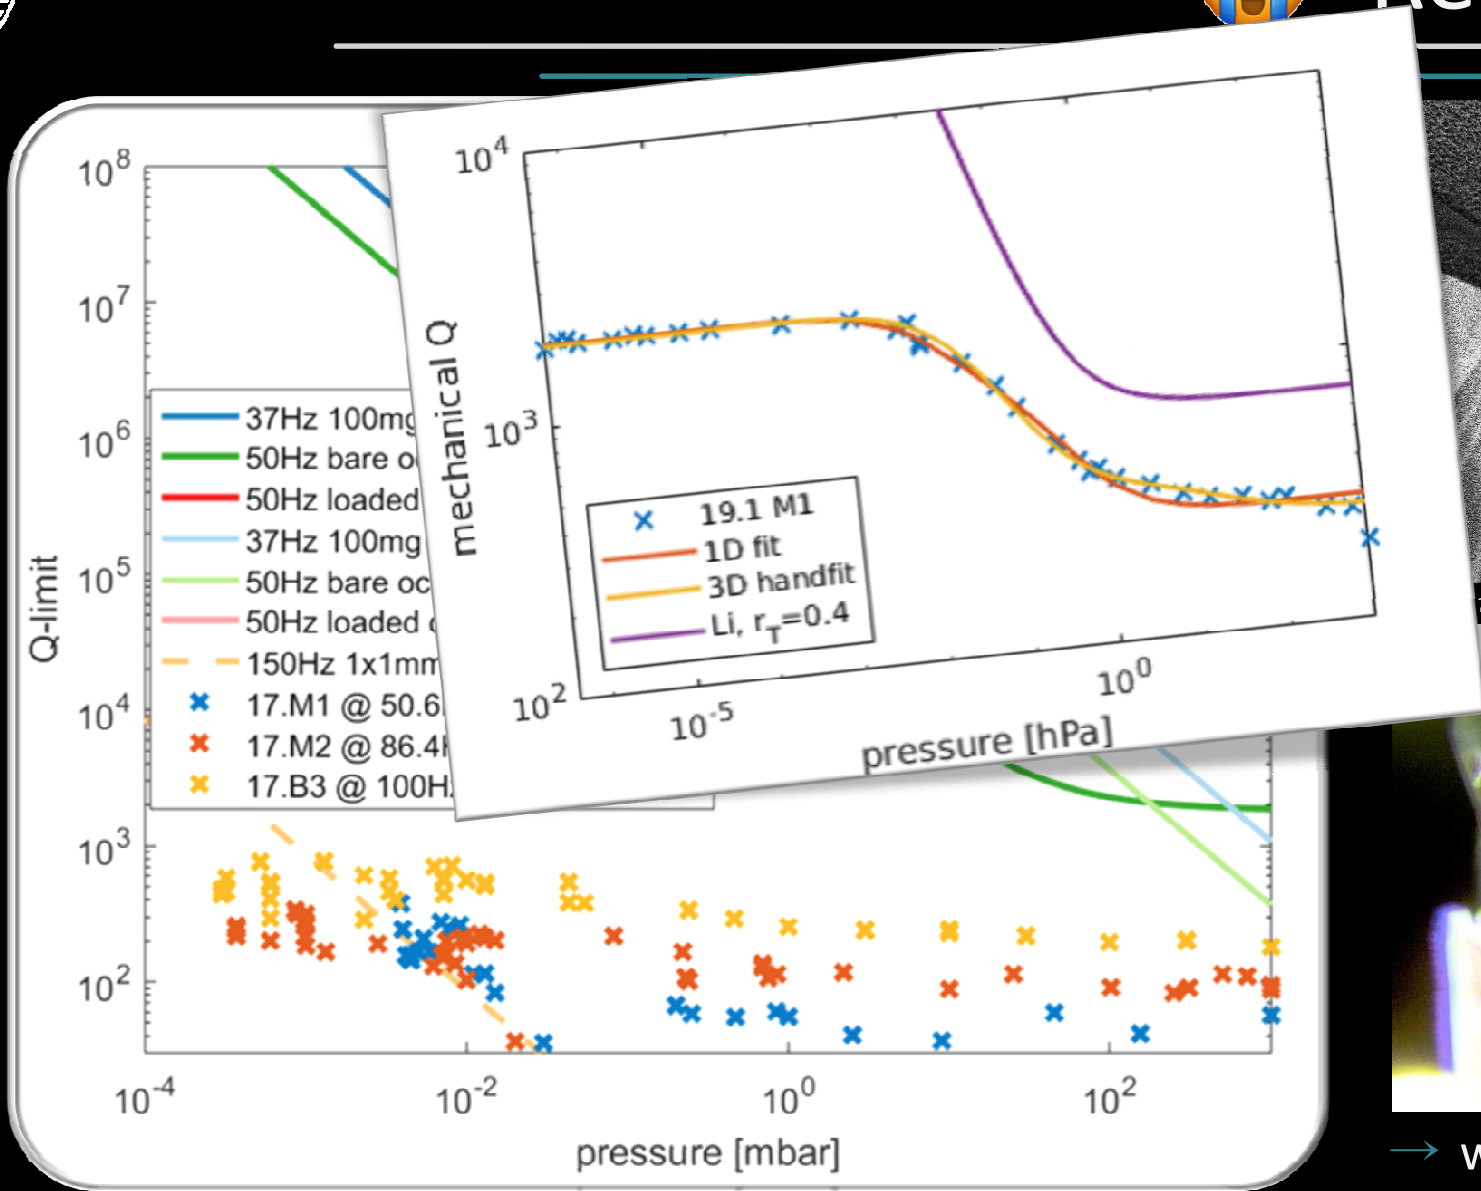 10^8
10^7
10^6
10^5
10^4
10^3
10^2
Q-limit
37Hz 100mg
50Hz bare
50Hz loaded
37Hz 100mg
50Hz bare
50Hz loaded
150Hz 1x1mm
17.M1 @ 50.6
17.M2 @ 86.4
17.B3 @ 100Hz
10^-4
10^-2
10^0
10^2
pressure [mbar]
10^4
10^3
10^2
mechanical Q
19.1 M1
1D fit
3D handfit
Li, r_T=0.4
10^-5
10^0
pressure [hPa]